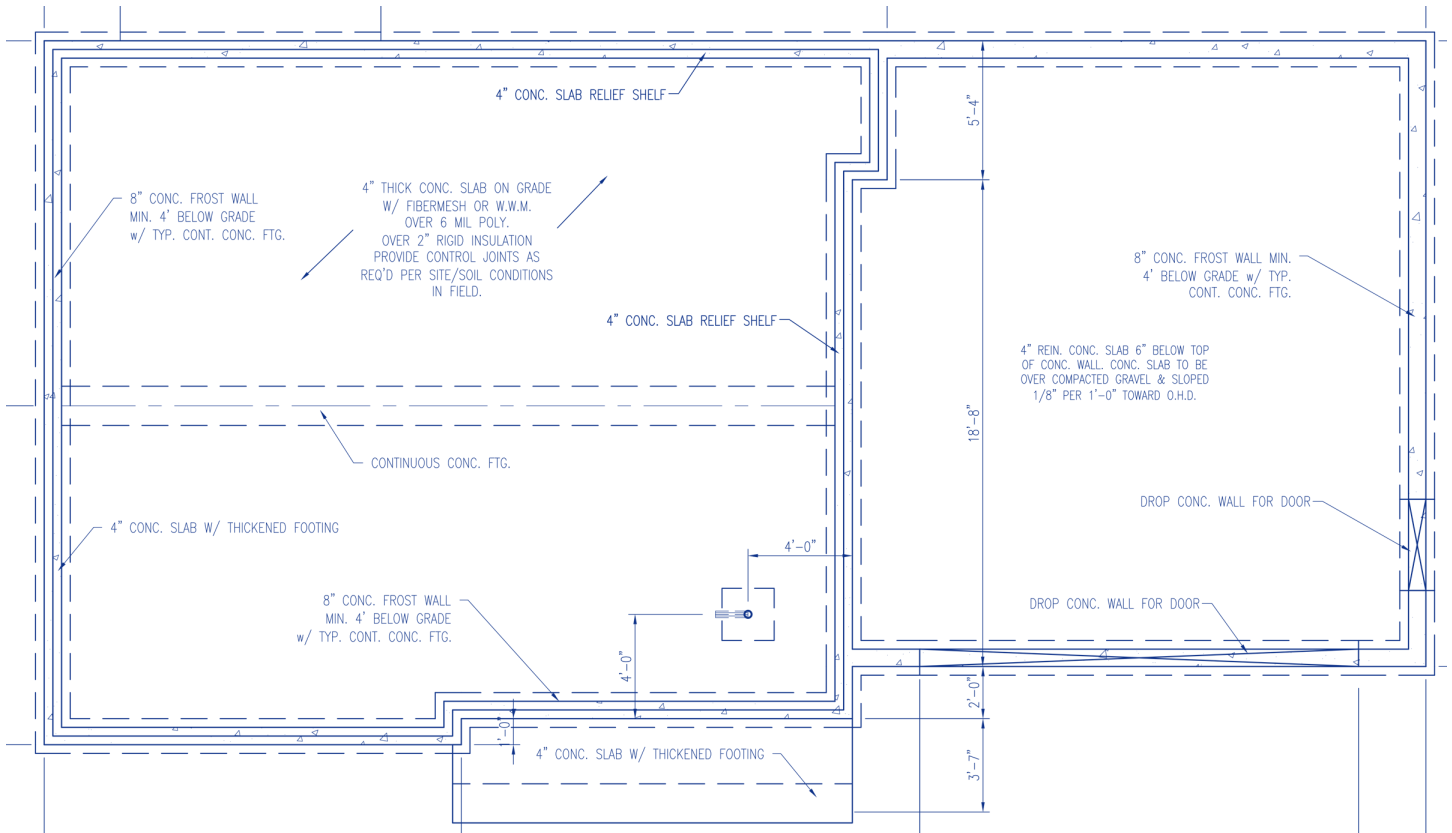 4" CONC. SLAB RELIEF SHELF
5'-4"
8" CONC. FROST WALL
MIN. 4' BELOW GRADE
w/ TYP. CONT. CONC. FTG.
4" THICK CONC. SLAB ON GRADE
W/ FIBERMESH OR W.W.M.
OVER 6 MIL POLY.
OVER 2" RIGID INSULATION
PROVIDE CONTROL JOINTS AS
REQ'D PER SITE/SOIL CONDITIONS
IN FIELD.
8" CONC. FROST WALL MIN.
4' BELOW GRADE w/ TYP.
CONT. CONC. FTG.
4" CONC. SLAB RELIEF SHELF
4" REIN. CONC. SLAB 6" BELOW TOP
OF CONC. WALL. CONC. SLAB TO BE
OVER COMPACTED GRAVEL & SLOPED
1/8" PER 1'-0" TOWARD O.H.D.
18'-8"
CONTINUOUS CONC. FTG.
DROP CONC. WALL FOR DOOR
4" CONC. SLAB W/ THICKENED FOOTING
4'-0"
8" CONC. FROST WALL
MIN. 4' BELOW GRADE
w/ TYP. CONT. CONC. FTG.
DROP CONC. WALL FOR DOOR
4'-0"
2'-0"
1'-0"
4" CONC. SLAB W/ THICKENED FOOTING
3'-7"